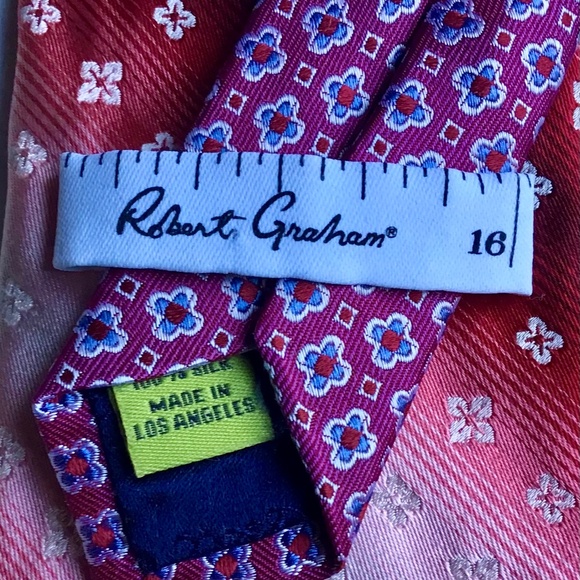 Robert Graham®
16
100% SILK
MADE IN
LOS ANGELES